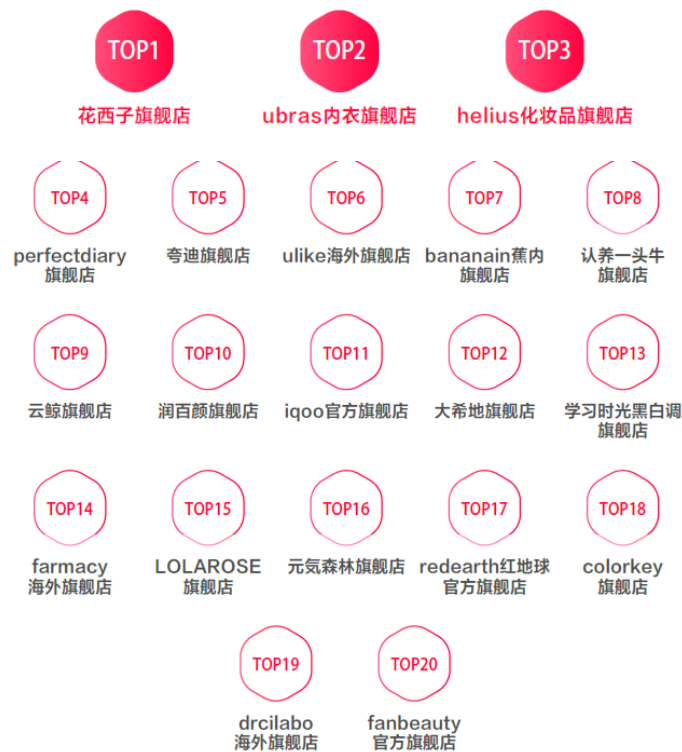 TOP1 TOP2 TOP3
花西子旗舰店 ubras内衣旗舰店 helius化妆品旗舰店
TOP4 TOP5 TOP6 TOP7 TOP8
perfectdiary 夸迪旗舰店 ulike海外旗舰店 bananain蕉内 认养一头牛
旗舰店 旗舰店 旗舰店
TOP9 TOP10 TOP11 TOP12 TOP13
云鲸旗舰店 润百颜旗舰店 iqoo官方旗舰店 大希地旗舰店 学习时光黑白调
旗舰店
TOP14 TOP15 TOP16 TOP17 TOP18
farmacy LOLAROSE 元気森林旗舰店 redearth红地球 colorkey
海外旗舰店 旗舰店 官方旗舰店 旗舰店
TOP19 TOP20
drcilabo fanbeauty
海外旗舰店 官方旗舰店